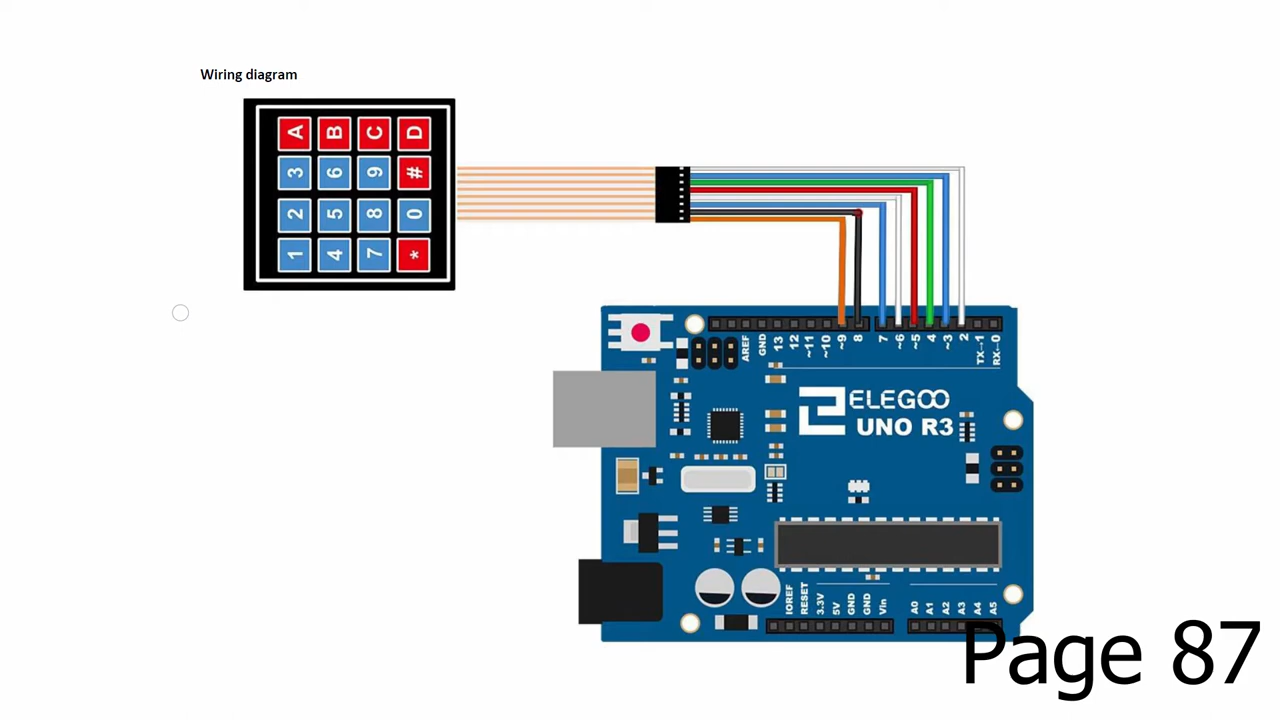 Wiring diagram
A B C D
3 6 9 #
2 5 8 0
1 4 7 *
AREF GND 13 12 ~11 ~10 ~9 8 7 ~6 ~5 4 ~3 2 TX→1 RX←0
ELEGOO
UNO R3
IOREF RESET 3.3V 5V GND GND Vin A0 A1 A2 A3 A4 A5
Page 87